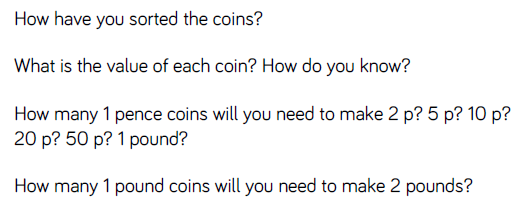 How have you sorted the coins?
What is the value of each coin? How do you know?
How many 1 pence coins will you need to make 2 p? 5 p? 10 p?
20 p? 50 p? 1 pound?
How many 1 pound coins will you need to make 2 pounds?